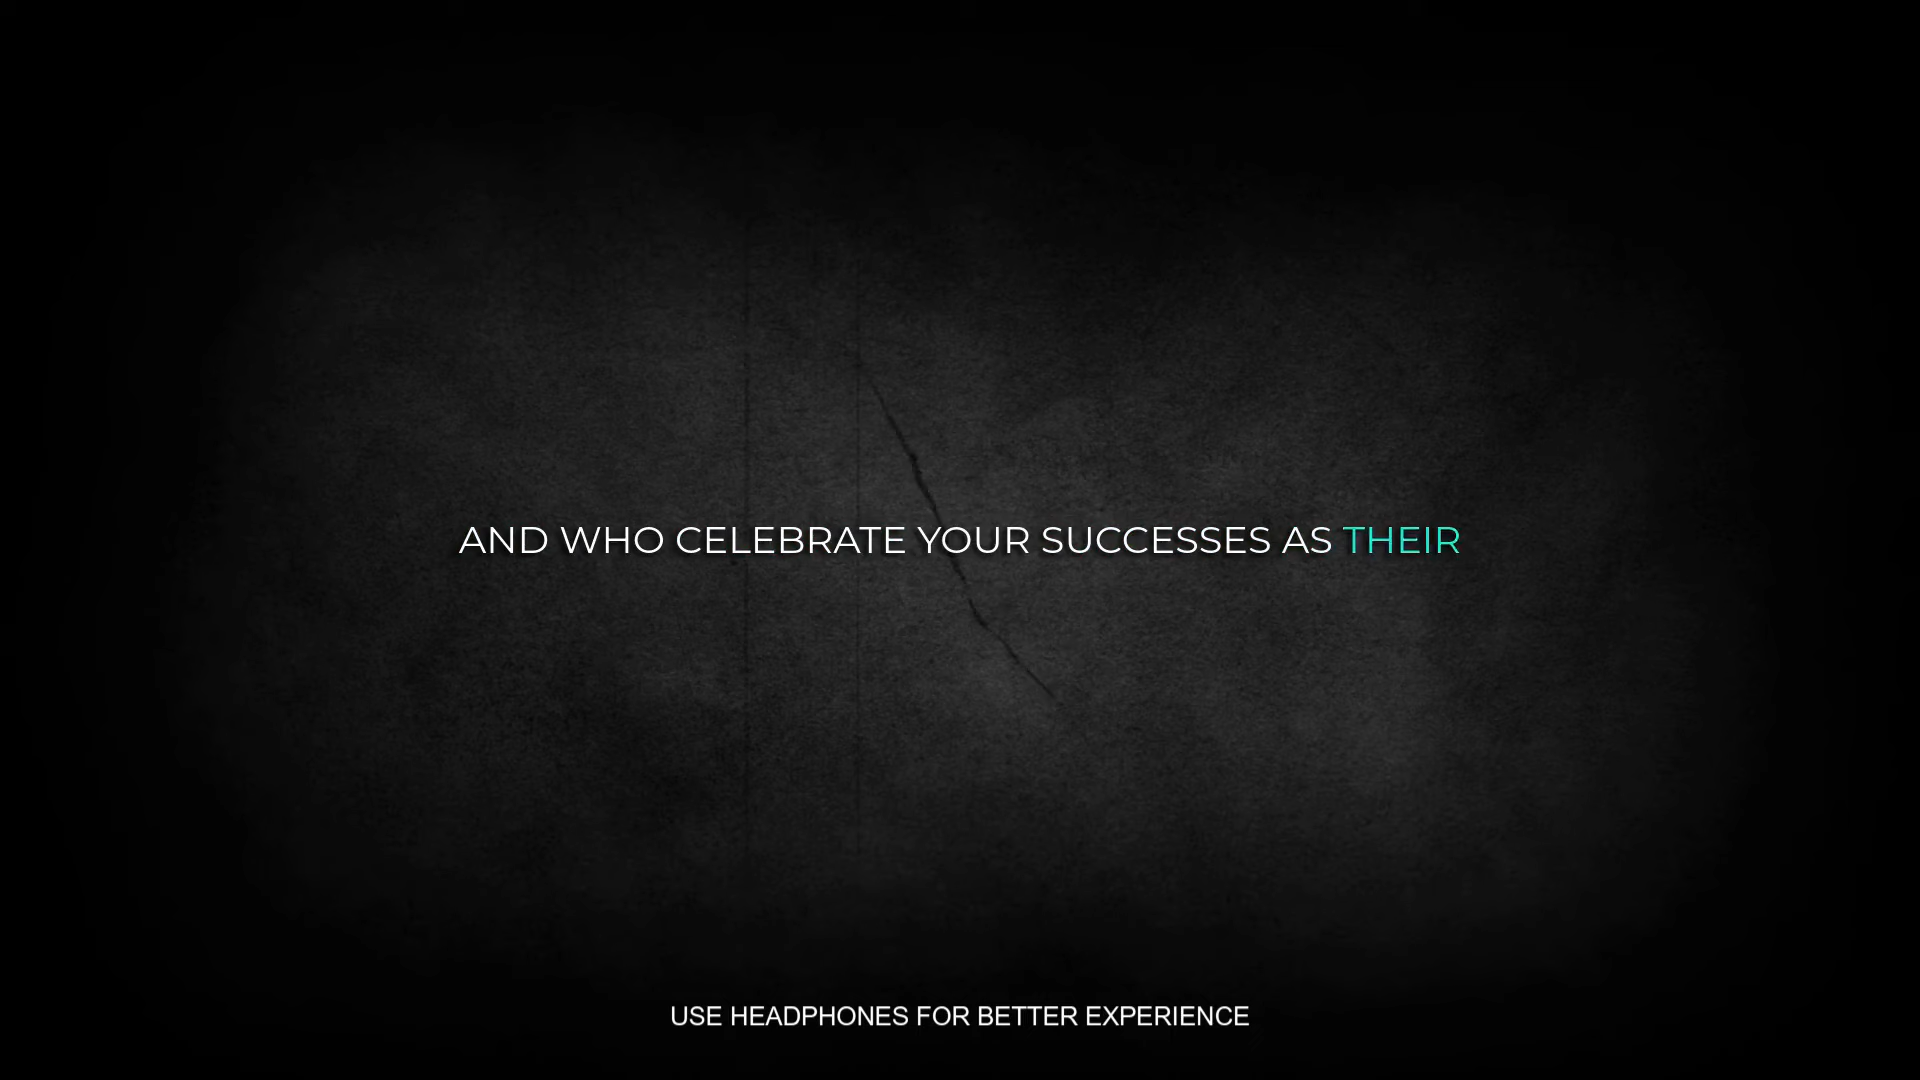 AND WHO CELEBRATE YOUR SUCCESSES AS THEIR
USE HEADPHONES FOR BETTER EXPERIENCE